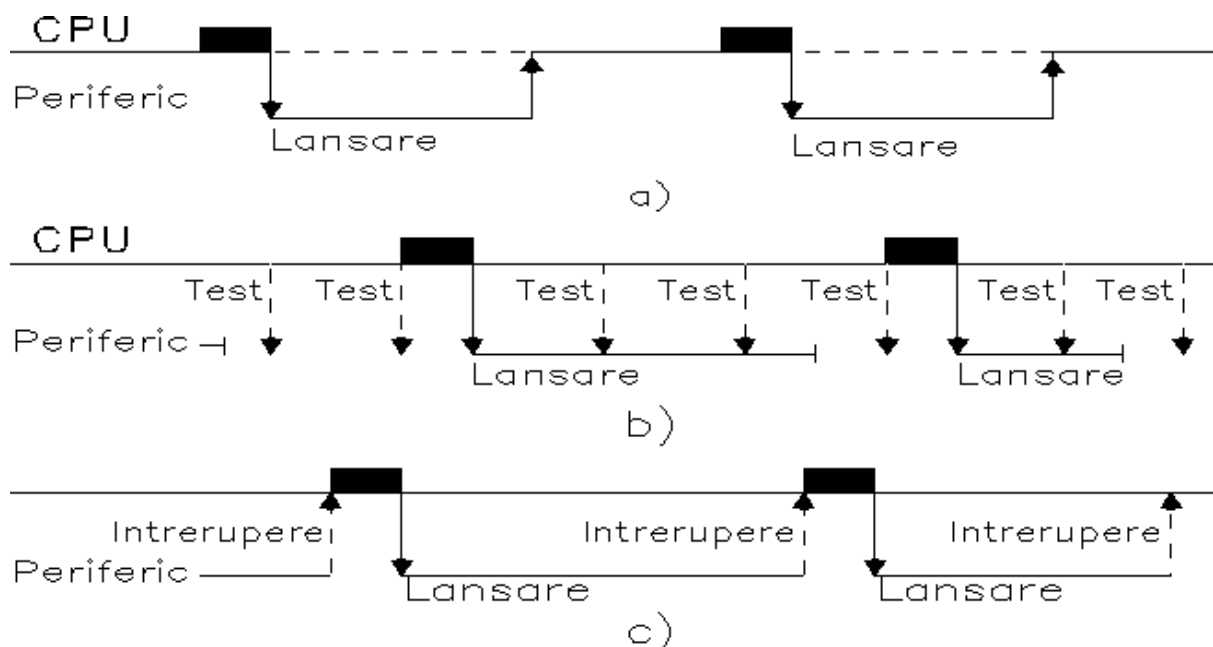 CPU
Periferic
Lansare
Lansare
a)
CPU
Test Test Test Test Test Test Test
Periferic
Lansare Lansare
b)
Intrerupere Intrerupere Intrerupere
Periferic
Lansare Lansare
c)